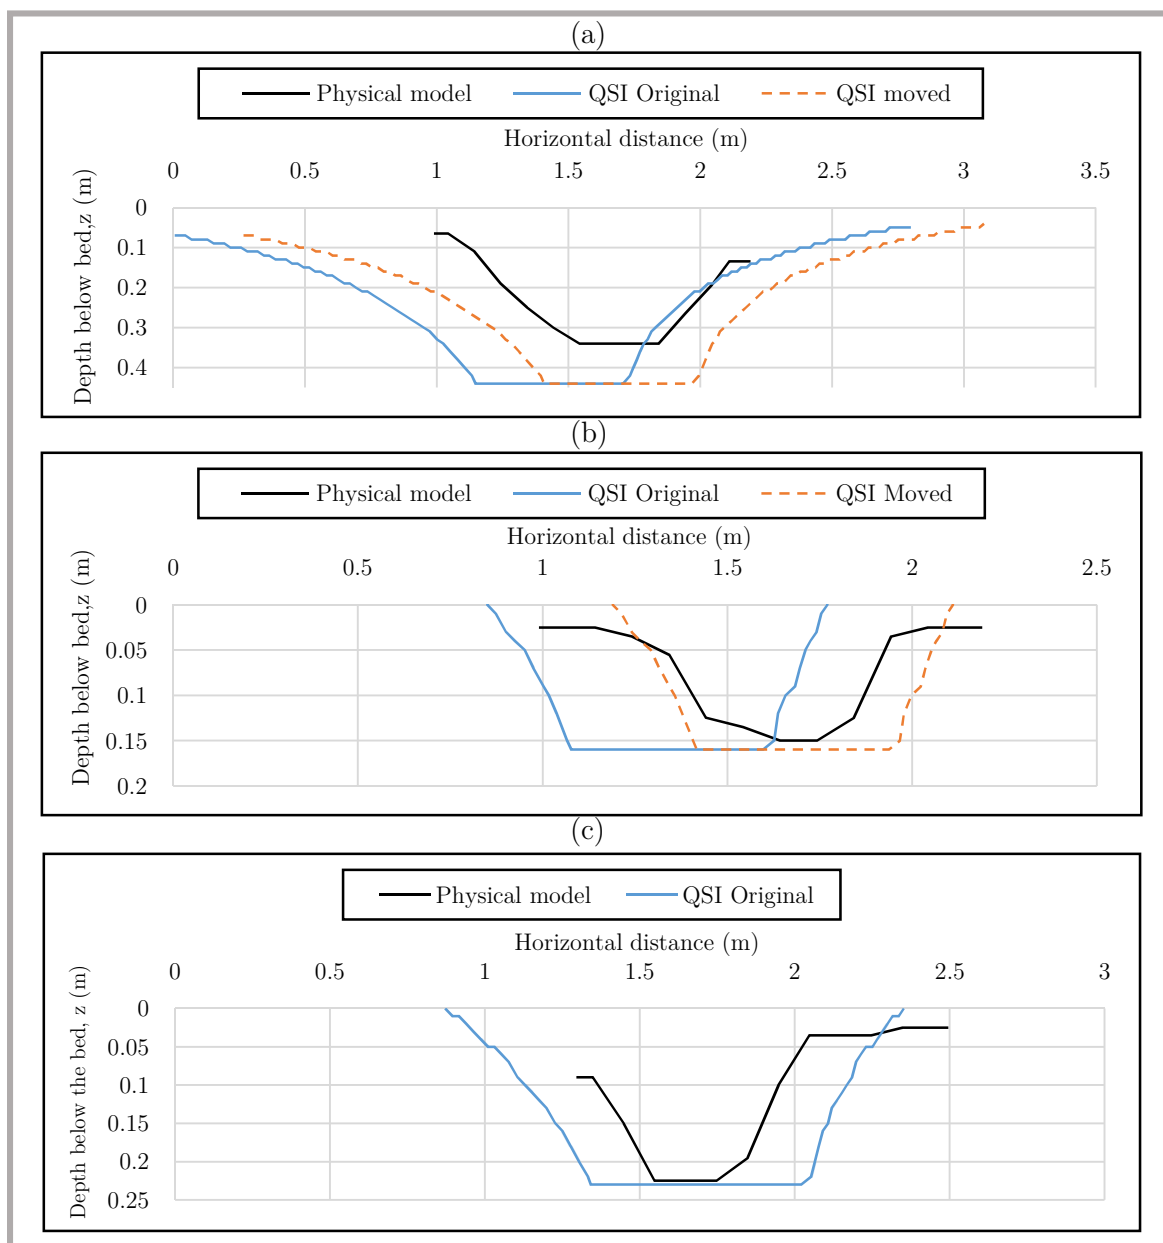 (a)
Physical model QSI Original QSI moved
Horizontal distance (m)
0 0.5 1 1.5 2 2.5 3 3.5
Depth below bed,z (m)
0
0.1
0.2
0.3
0.4
(b)
Physical model QSI Original QSI Moved
Horizontal distance (m)
0 0.5 1 1.5 2 2.5
Depth below bed,z (m)
0
0.05
0.1
0.15
0.2
(c)
Physical model QSI Original
Horizontal distance (m)
0 0.5 1 1.5 2 2.5 3
Depth below the bed, z (m)
0
0.05
0.1
0.15
0.2
0.25